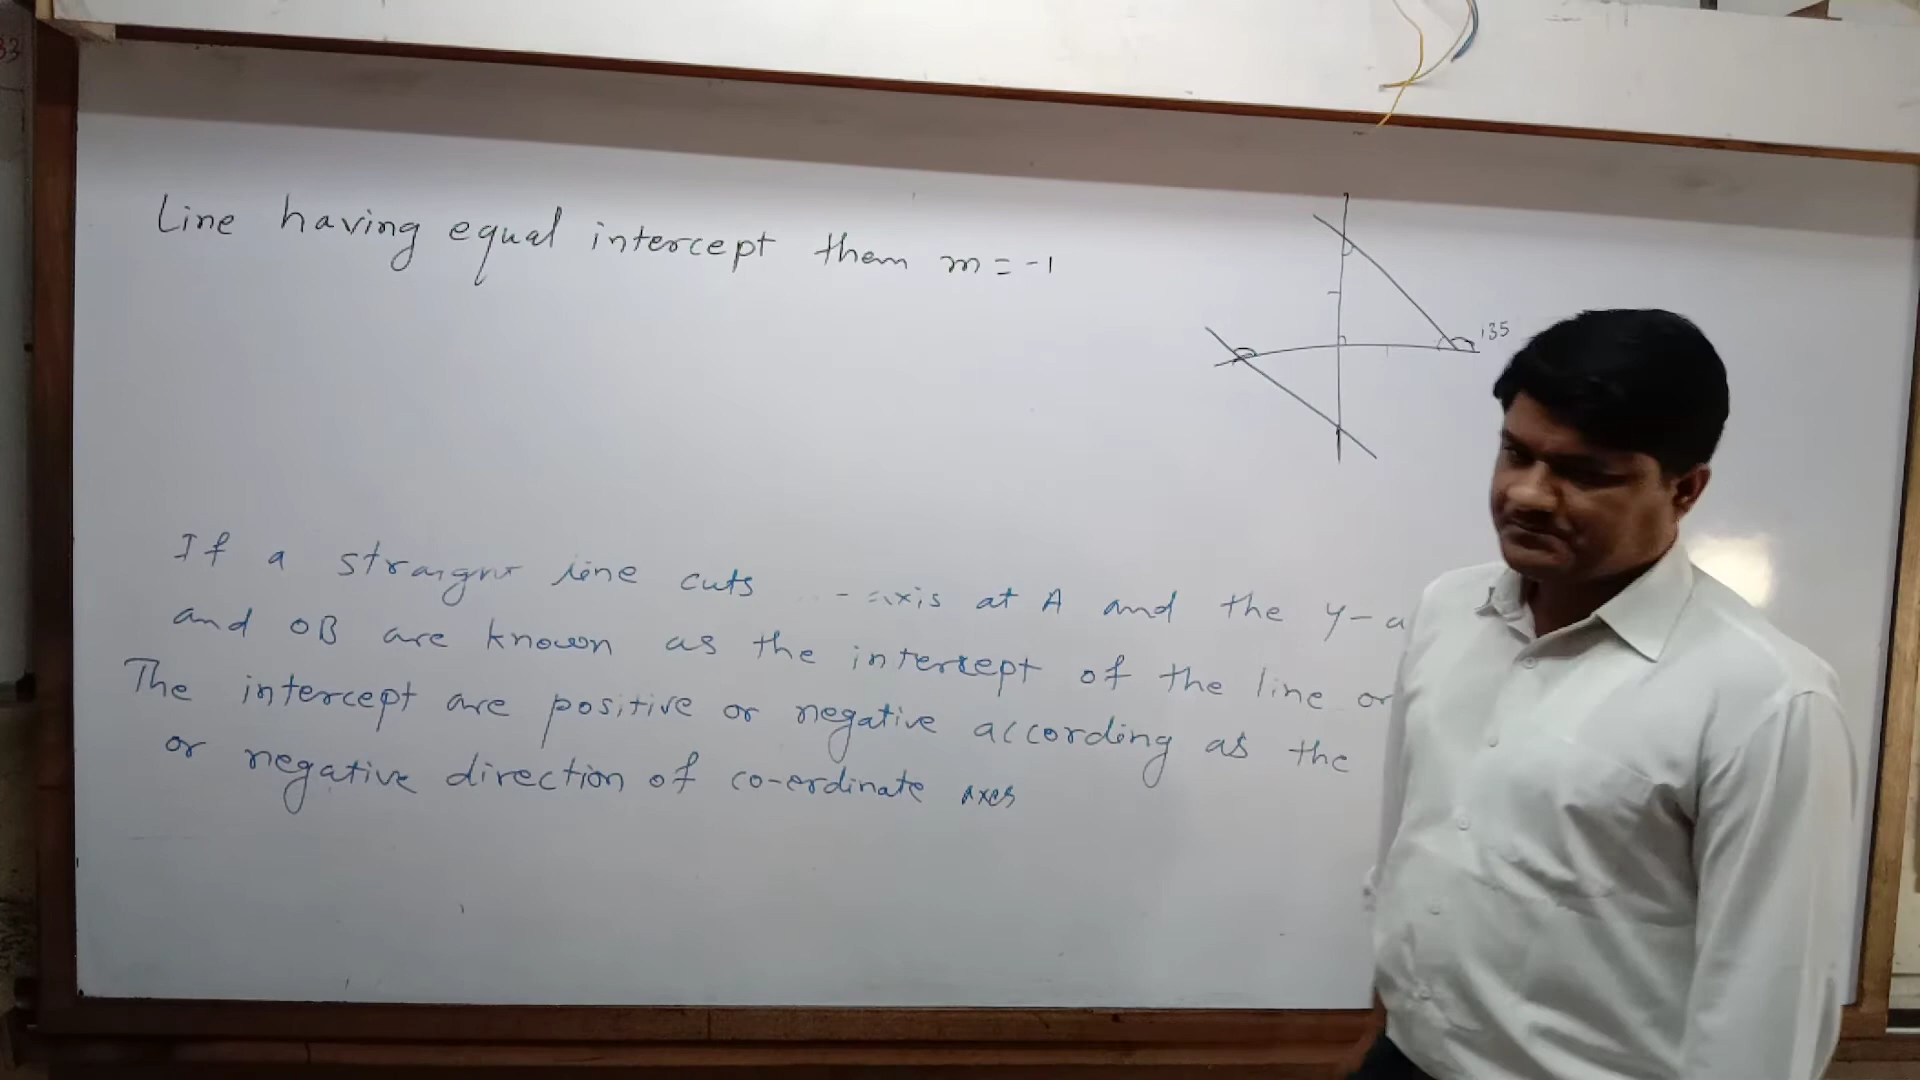 Line having equal intercept them m = -1
135
If a straight line cuts -axis at A and the y-a
and OB are known as the intercept of the line or
The intercept are positive or negative according as the
or negative direction of co-ordinate axes
33